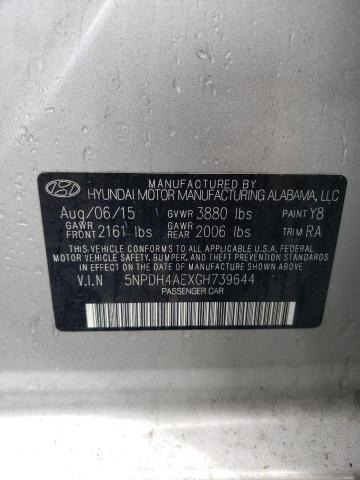 MANUFACTURED BY
HYUNDAI MOTOR MANUFACTURING ALABAMA, LLC
Aug/06/15 GVWR 3880 lbs PAINT Y8
GAWR FRONT 2161 lbs GAWR REAR 2006 lbs TRIM RA
THIS VEHICLE CONFORMS TO ALL APPLICABLE U.S.A. FEDERAL
MOTOR VEHICLE SAFETY, BUMPER, AND THEFT PREVENTION
STANDARDS IN EFFECT ON THE DATE OF MANUFACTURE SHOWN ABOVE.
V.I.N 5NPDH4AEXGH739644
PASSENGER CAR